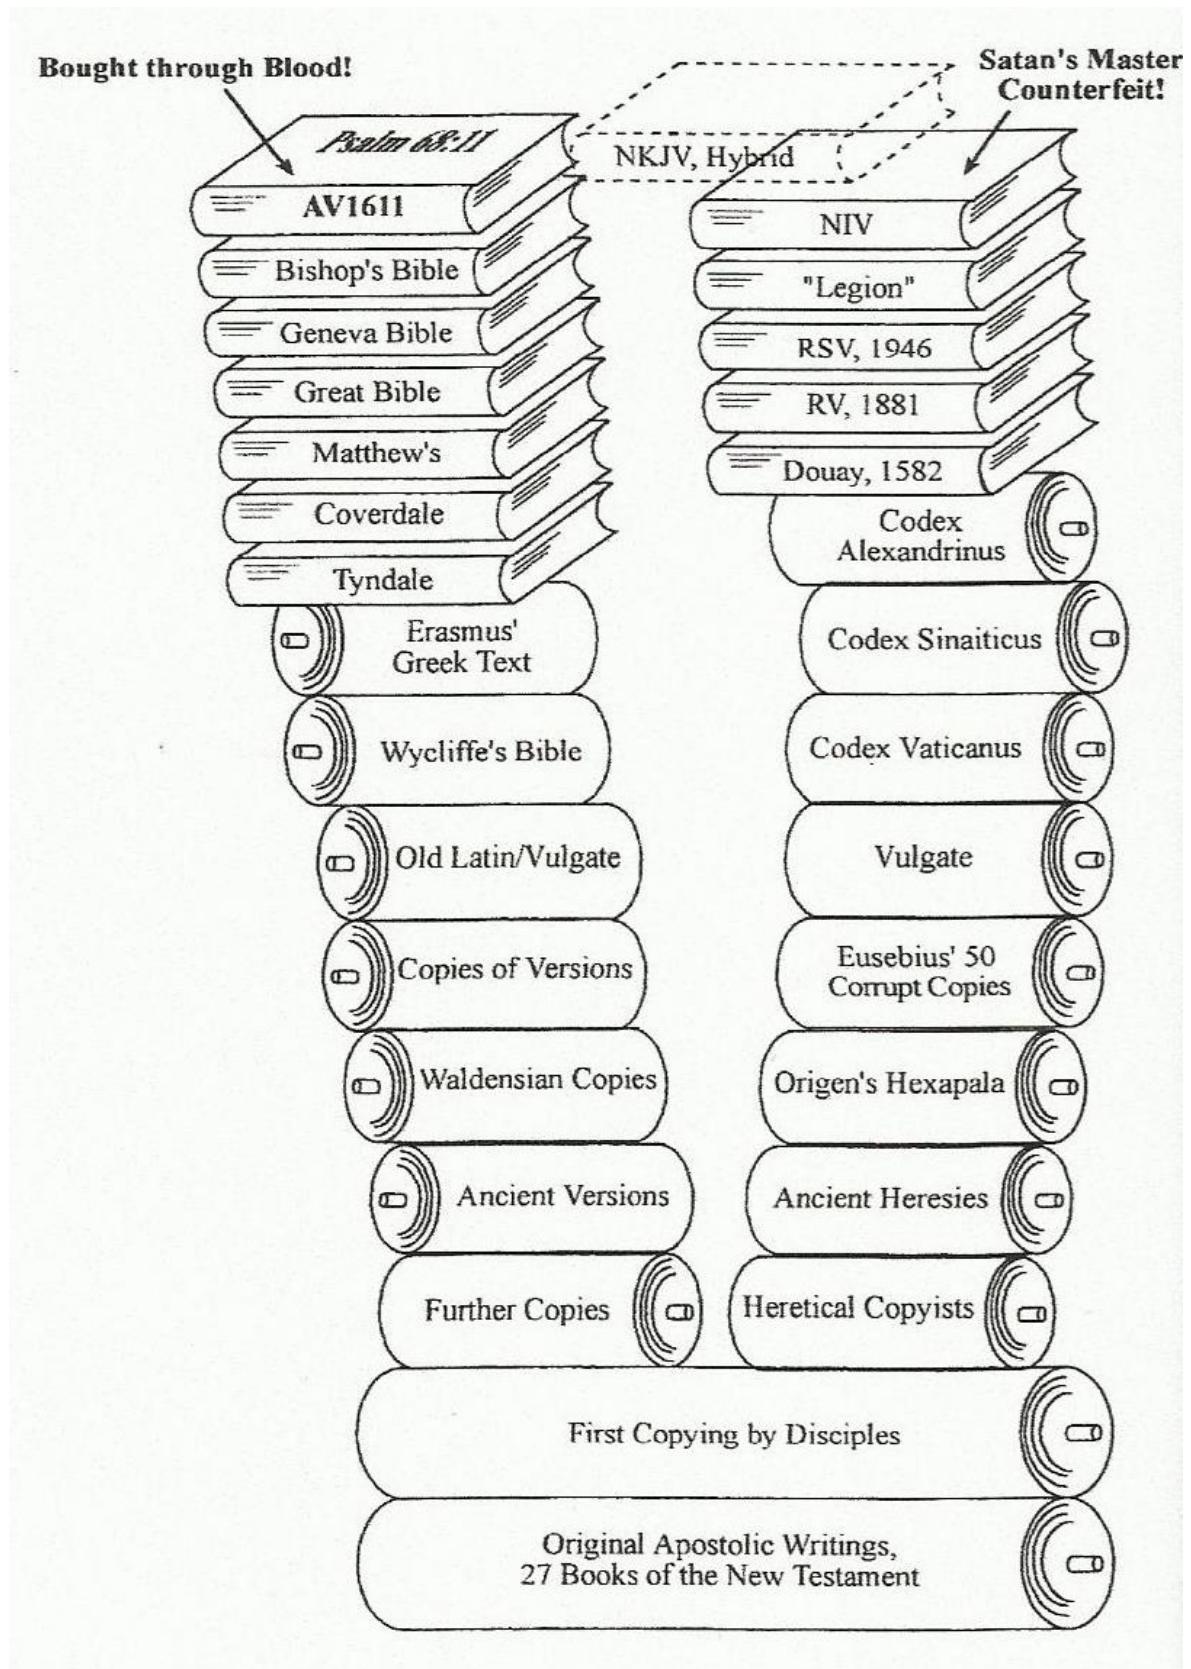 Bought through Blood!
Satan's Master
Counterfeit!
Psalm 68:11
AV1611
Bishop's Bible
Geneva Bible
Great Bible
Matthew's
Coverdale
Tyndale
Erasmus'
Greek Text
Wycliffe's Bible
Old Latin/Vulgate
Copies of Versions
Waldensian Copies
Ancient Versions
Further Copies
NKJV, Hybrid
NIV
"Legion"
RSV, 1946
RV, 1881
Douay, 1582
Codex
Alexandrinus
Codex Sinaiticus
Codex Vaticanus
Vulgate
Eusebius' 50
Corrupt Copies
Origen's Hexapala
Ancient Heresies
Heretical Copyists
First Copying by Disciples
Original Apostolic Writings,
27 Books of the New Testament